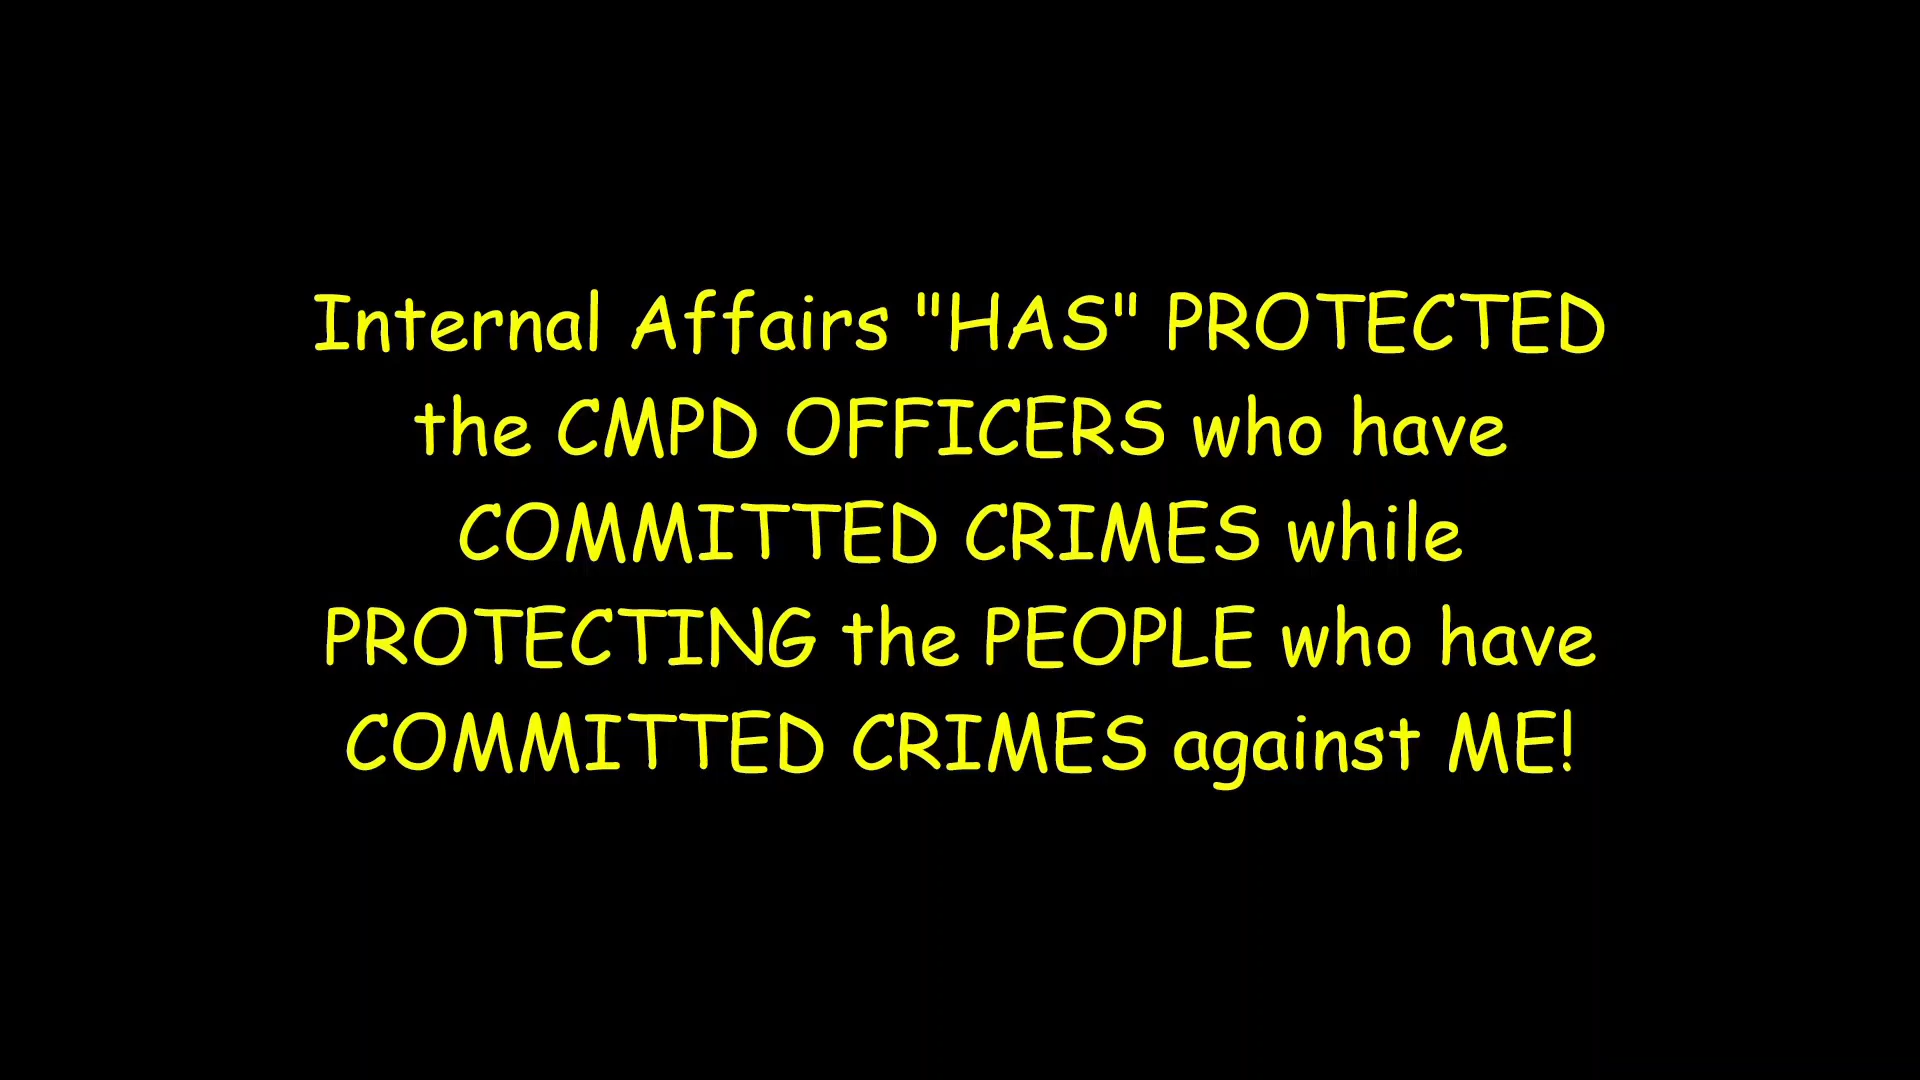 Internal Affairs "HAS" PROTECTED
the CMPD OFFICERS who have
COMMITTED CRIMES while
PROTECTING the PEOPLE who have
COMMITTED CRIMES against ME!